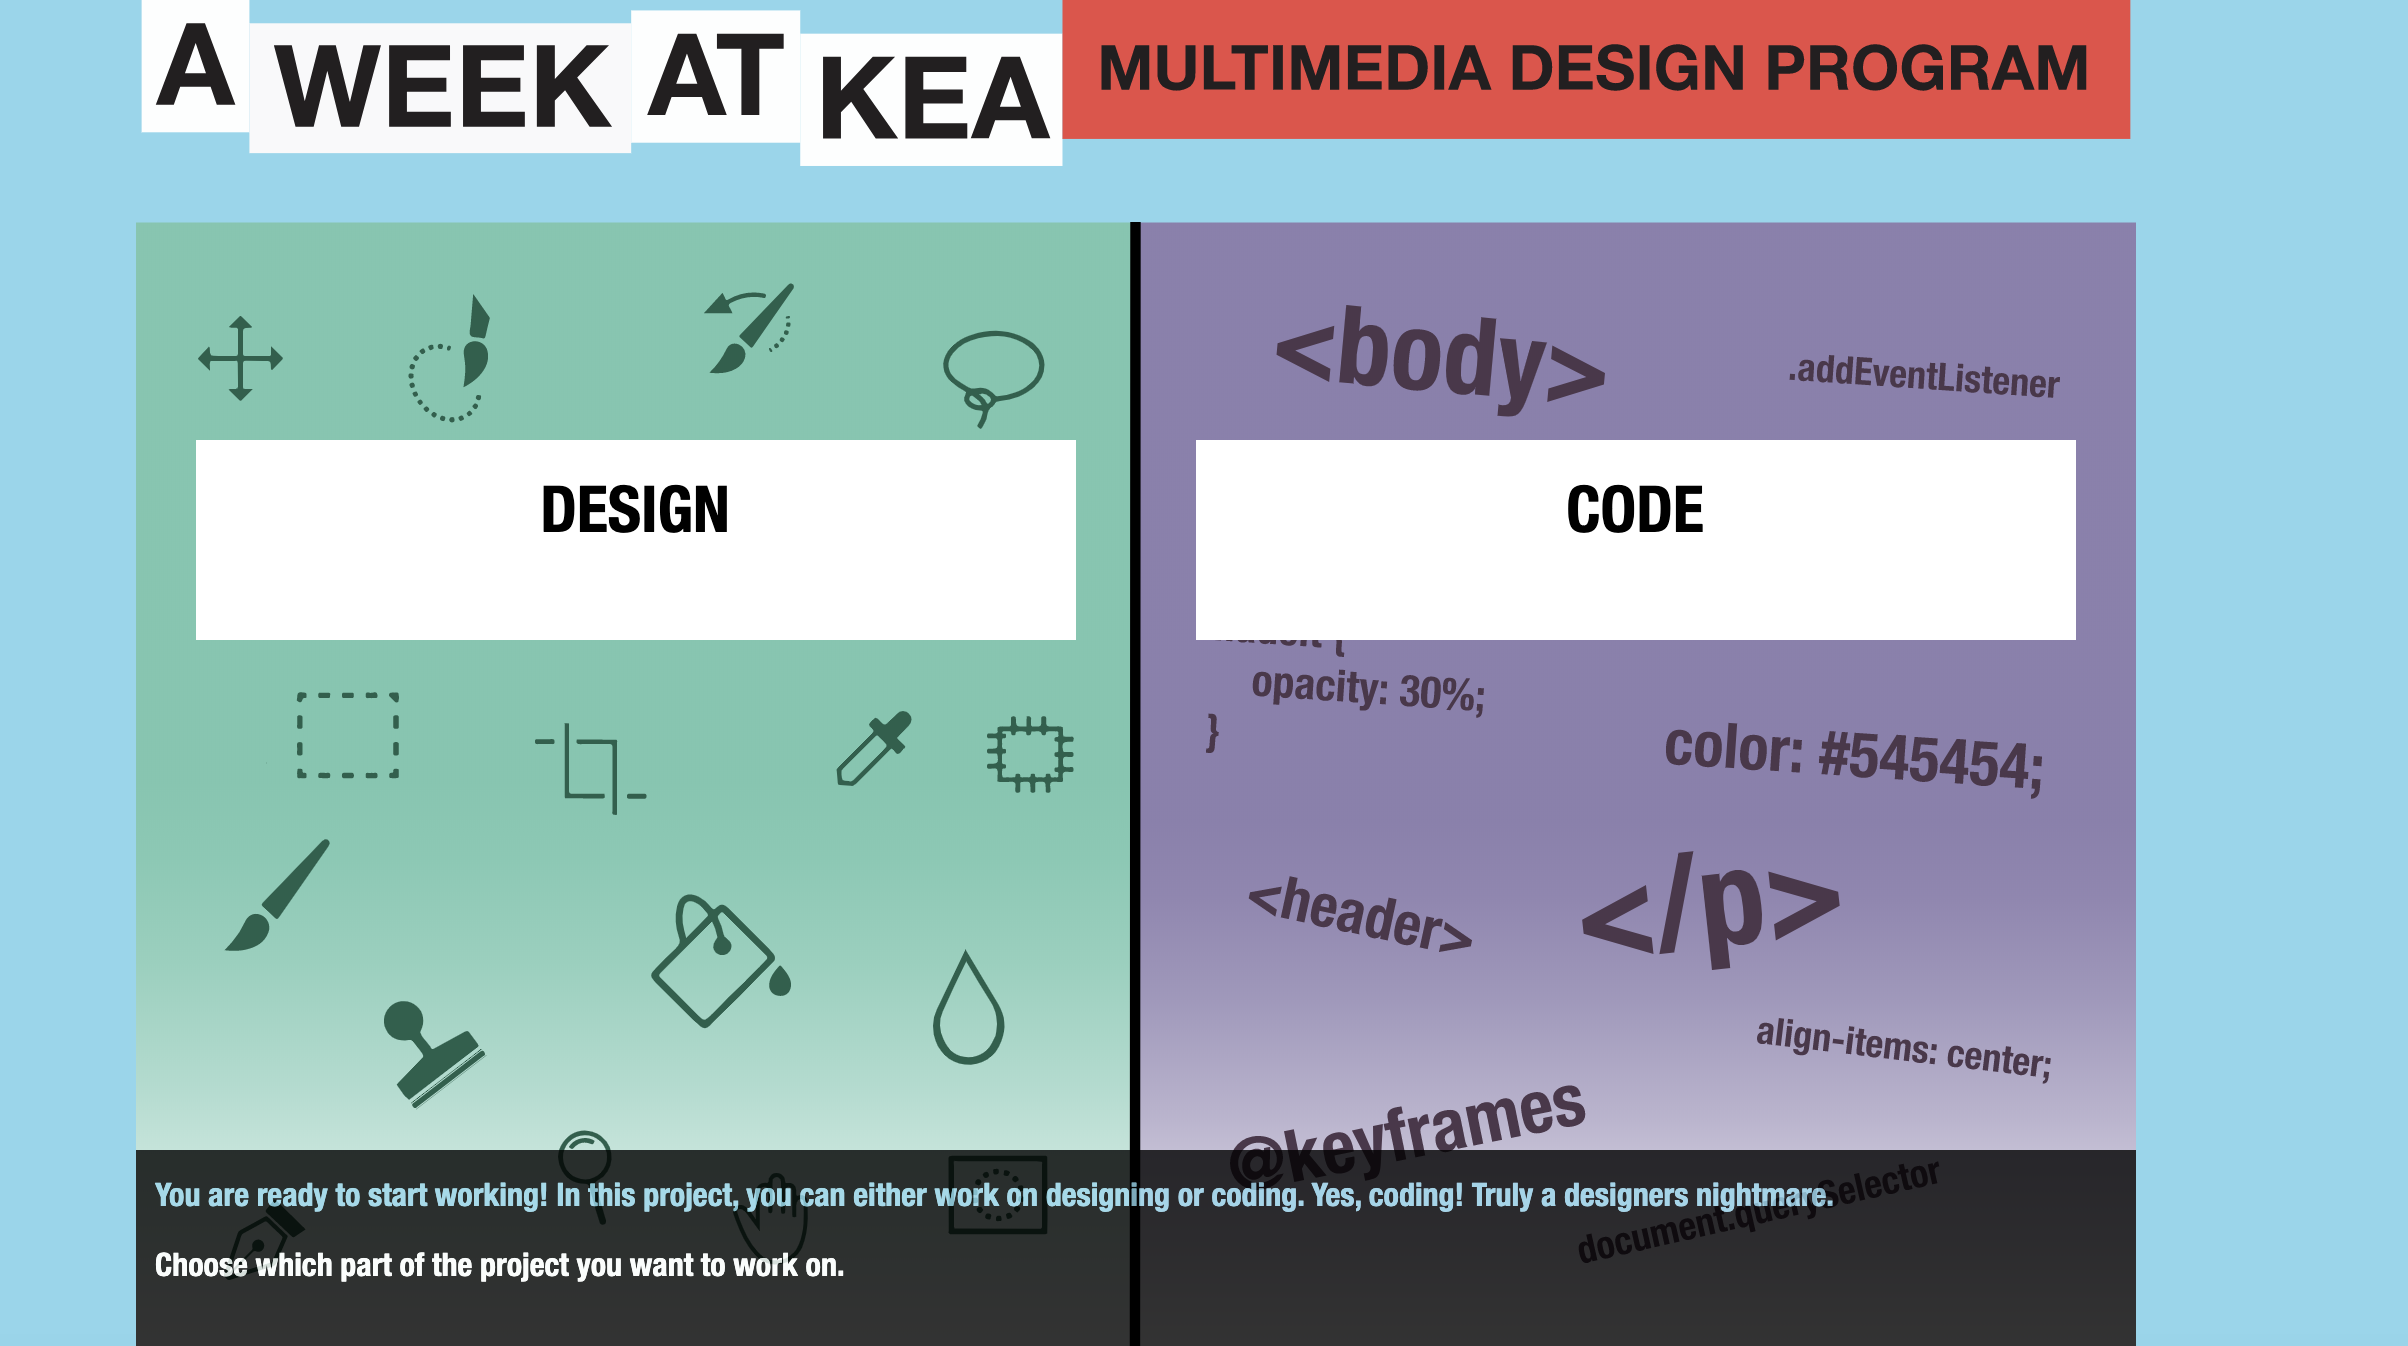 A WEEK AT KEA MULTIMEDIA DESIGN PROGRAM
<body>
.addEventListener
DESIGN
CODE
{
opacity: 30%;
}
color: #545454;
<header>
</p>
align-items: center;
@keyframes
You are ready to start working! In this project, you can either work on designing or coding. Yes, coding! Truly a designers nightmare.
document.querySelector
Choose which part of the project you want to work on.